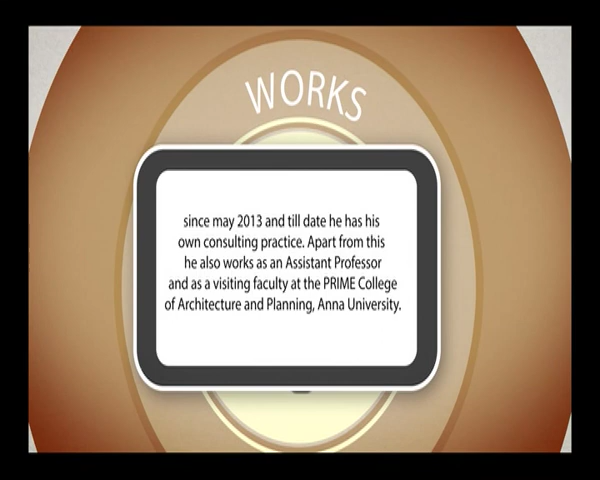 WORKS
since may 2013 and till date he has his
own consulting practice. Apart from this
he also works as an Assistant Professor
and as a visiting faculty at the PRIME College
of Architecture and Planning, Anna University.